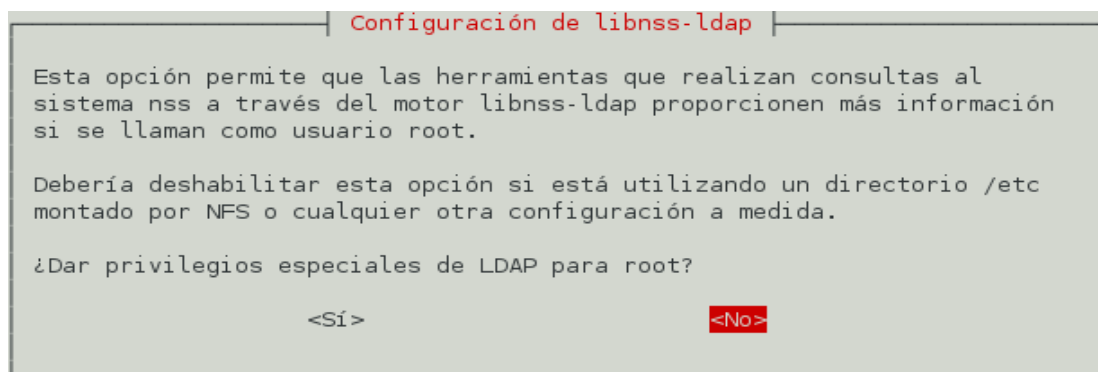 Configuración de libnss-ldap
Esta opción permite que las herramientas que realizan consultas al
sistema nss a través del motor libnss-ldap proporcionen más información
si se llaman como usuario root.
Debería deshabilitar esta opción si está utilizando un directorio /etc
montado por NFS o cualquier otra configuración a medida.
¿Dar privilegios especiales de LDAP para root?
<Sí> <No>